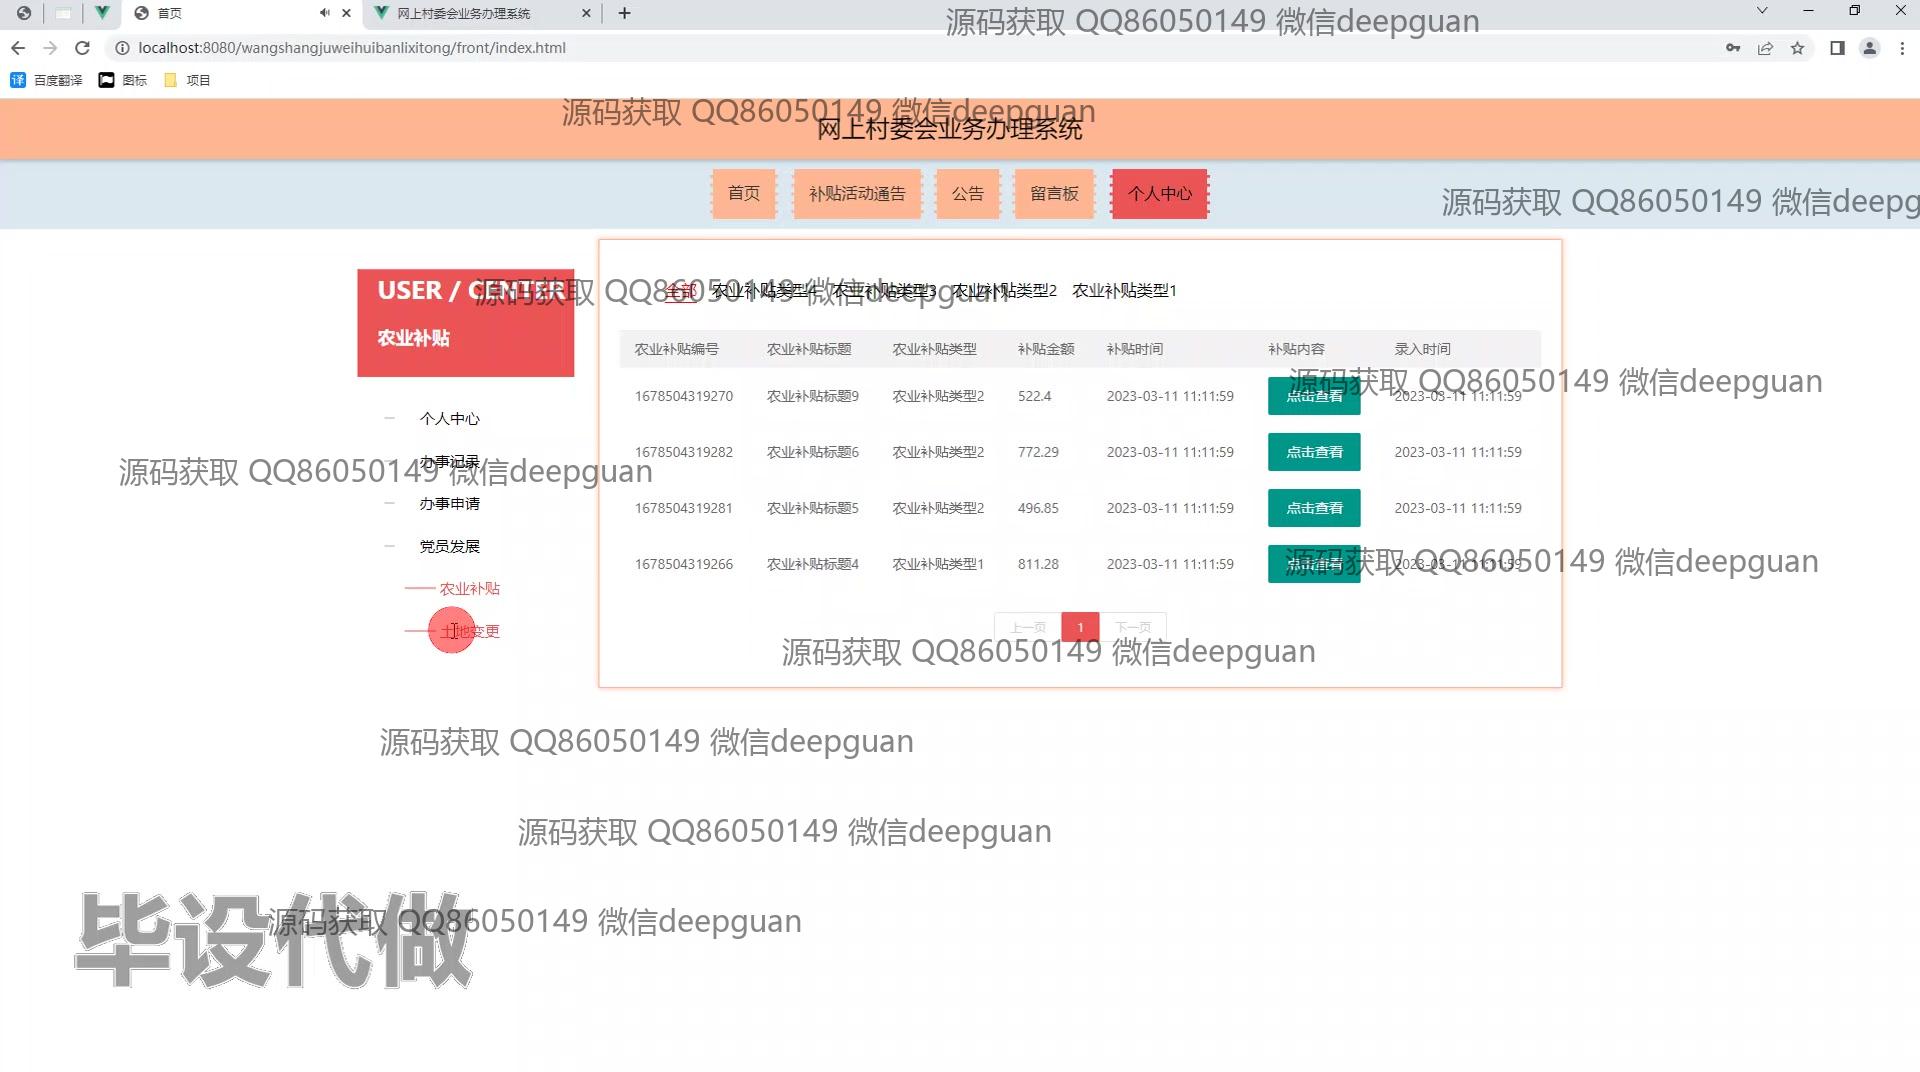 首页
网上村委会业务办理系统
源码获取 QQ86050149 微信deepguan
localhost:8080/wangshangjuweihuibanlixitong/front/index.html
译 百度翻译 图标 项目
源码获取 QQ86050149 微信deepguan
网上村委会业务办理系统
首页 补贴活动通告 公告 留言板 个人中心
源码获取 QQ86050149 微信deepg
USER / CENTER
源码获取 QQ86050149 微信deepguan
全部 农业补贴类型4 农业补贴类型3 农业补贴类型2 农业补贴类型1
农业补贴
农业补贴编号 农业补贴标题 农业补贴类型 补贴金额 补贴时间 补贴内容 录入时间
源码获取 QQ86050149 微信deepguan
1678504319270 农业补贴标题9 农业补贴类型2 522.4 2023-03-11 11:11:59 点击查看 2023-03-11 11:11:59
个人中心
1678504319282 农业补贴标题6 农业补贴类型2 772.29 2023-03-11 11:11:59 点击查看 2023-03-11 11:11:59
办事记录
源码获取 QQ86050149 微信deepguan
办事申请
1678504319281 农业补贴标题5 农业补贴类型2 496.85 2023-03-11 11:11:59 点击查看 2023-03-11 11:11:59
党员发展
1678504319266 农业补贴标题4 农业补贴类型1 811.28 2023-03-11 11:11:59 点击查看 2023-03-11 11:11:59
源码获取 QQ86050149 微信deepguan
农业补贴
土地变更
上一页 1 下一页
源码获取 QQ86050149 微信deepguan
源码获取 QQ86050149 微信deepguan
源码获取 QQ86050149 微信deepguan
源码获取 QQ86050149 微信deepguan
毕设代做